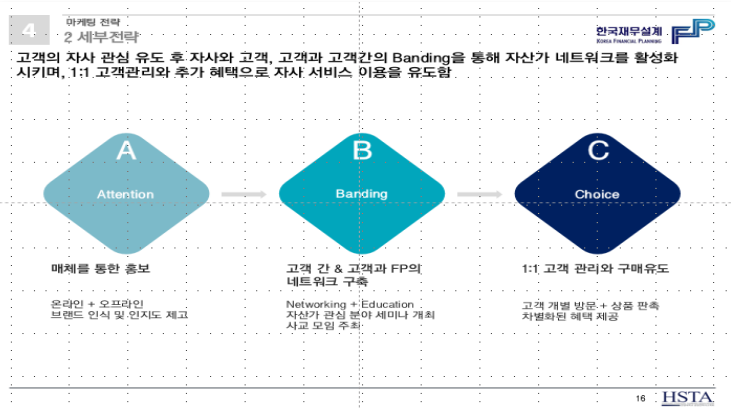 4
마케팅 전략
2 세부전략
한국재무설계
KOREA FINANCIAL PLANNING
FP
고객의 자사 관심 유도 후 자사와 고객, 고객과 고객간의 Banding을 통해 자산가 네트워크를 활성화
시키며, 1:1 고객관리와 추가 혜택으로 자사 서비스 이용을 유도함
A
Attention
B
Banding
C
Choice
매체를 통한 홍보
온라인 + 오프라인
브랜드 인식 및 인지도 제고
고객 간 & 고객과 FP의
네트워크 구축
Networking + Education
자산가 관심 분야 세미나 개최
사교 모임 주최
1:1 고객 관리와 구매유도
고객 개별 방문 + 상품 판촉
차별화된 혜택 제공
16
HSTA